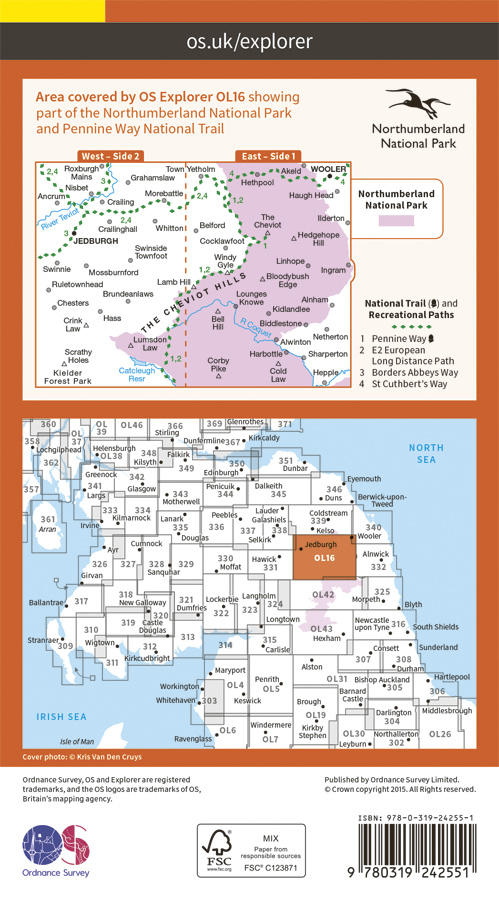 os.uk/explorer
Area covered by OS Explorer OL16 showing
part of the Northumberland National Park
and Pennine Way National Trail
Northumberland
National Park
West – Side 2
East – Side 1
2,4
Roxburgh
Mains
3
Nisbet
Ancrum
Grahamslaw
Crailing
Morebattle
River Teviot
Town Yetholm
4
Hethpool
Akeld
WOOLER
4
Haugh Head
2,4
Crailinghall
Whitton
2,4
Belford
Cocklawfoot
The
Cheviot
Ilderton
Hedgehope
Hill
3
JEDBURGH
1
Swinside
Townfoot
Windy
Gyle
Linhope
Ingram
Swinnie
Mossburnford
1,2
Bloodybush
Edge
Ruletownhead
Lamb Hill
Brundeanlaws
THE CHEVIOT HILLS
Lounges
Knowe
Alnham
Chesters
Hass
Kidlandlee
Crink
Law
Bell
Hill
R.Coquet
Biddlestone
Lumsdon
Law
Alwinton
Netherton
Scrathy
Holes
1,2
Corby
Pike
Harbottle
Sharperton
Kielder
Forest Park
Catcleugh
Resr
Cold
Law
Hepple
Northumberland
National Park
National Trail ( ) and
Recreational Paths
1 Pennine Way
2 E2 European
Long Distance Path
3 Borders Abbeys Way
4 St Cuthbert's Way
360
OL
39
OL46
366
Stirling
369
Glenrothes
371
358
Lochgilphead
OL
37
Helensburgh
OL38
348
Kilsyth
Falkirk
349
Dunfermline
367
Kirkcaldy
NORTH
SEA
362
Greenock
342
Glasgow
350
Edinburgh
351
Dunbar
357
341
Largs
343
Motherwell
Penicuik
344
Dalkeith
345
346
Duns
Eyemouth
Berwick-upon-
Tweed
361
Arran
333
Irvine
334
Kilmarnock
Lanark
335
Douglas
Peebles
336
Lauder
Galashiels
337
338
Selkirk
Coldstream
339
Kelso
340
Wooler
Ayr
Cumnock
Jedburgh
OL16
326
327
328
Sanquhar
329
330
Moffat
Hawick
331
Alnwick
332
Girvan
Ballantrae
317
318
New Galloway
320
321
Dumfries
Lockerbie
322
Langholm
323
324
OL42
325
Morpeth
Blyth
319
Castle
Douglas
Longtown
OL43
Hexham
Newcastle
upon Tyne
316
South Shields
Stranraer
309
310
Wigtown
312
313
314
315
Carlisle
Sunderland
311
Kirkcudbright
307
Consett
308
Durham
Alston
Maryport
OL4
Keswick
Penrith
OL5
OL31
Bishop Auckland
305
Hartlepool
306
Workington
Whitehaven
303
Barnard
Castle
Brough
OL19
Kirkby
Stephen
Darlington
304
Middlesbrough
IRISH SEA
Isle of Man
Ravenglass
OL6
Windermere
OL7
OL30
Leyburn
Northallerton
302
OL26
Cover photo: © Kris Van Den Cruys
Ordnance Survey, OS and Explorer are registered
trademarks, and the OS logos are trademarks of OS,
Britain's mapping agency.
Published by Ordnance Survey Limited.
© Crown copyright 2015. All rights reserved.
OS
Ordnance Survey
FSC
www.fsc.org
MIX
Paper from
responsible sources
FSC® C123871
ISBN: 978-0-319-24255-1
9 780319 242551